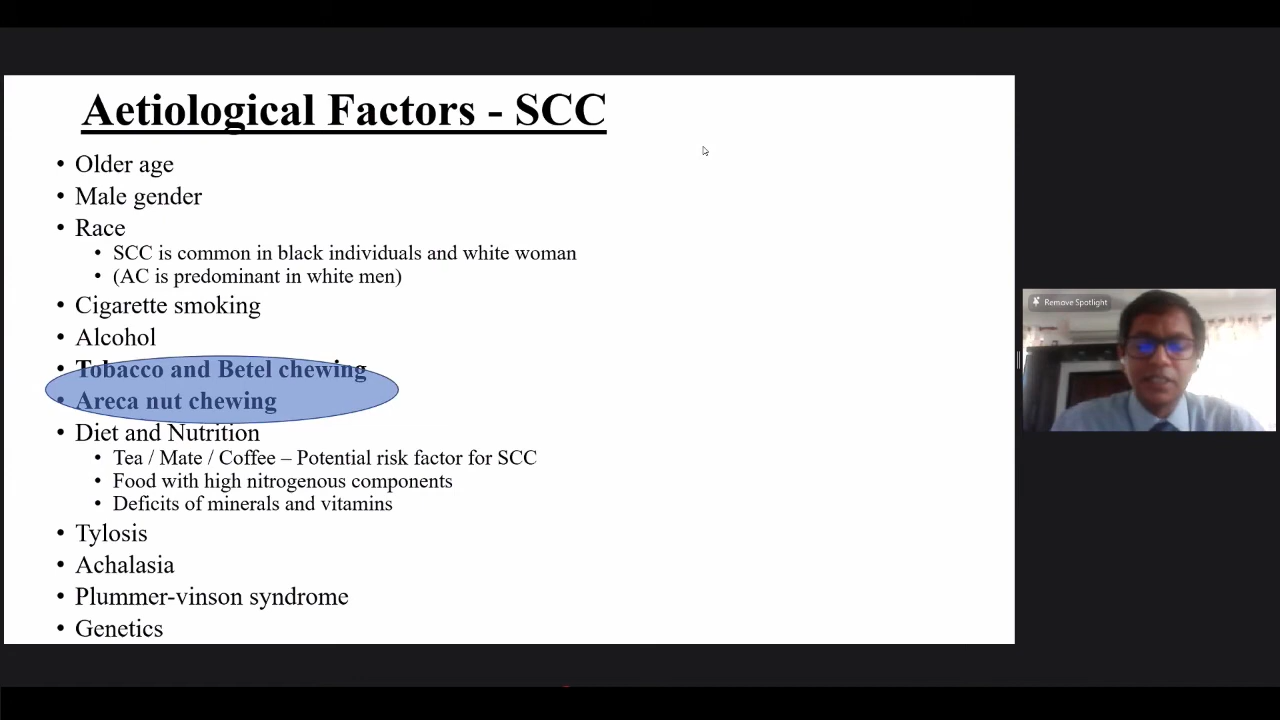 Aetiological Factors - SCC
• Older age
• Male gender
• Race
• SCC is common in black individuals and white woman
• (AC is predominant in white men)
• Cigarette smoking
• Alcohol
• Tobacco and Betel chewing
• Areca nut chewing
• Diet and Nutrition
• Tea / Mate / Coffee – Potential risk factor for SCC
• Food with high nitrogenous components
• Deficits of minerals and vitamins
• Tylosis
• Achalasia
• Plummer-vinson syndrome
• Genetics
Remove Spotlight